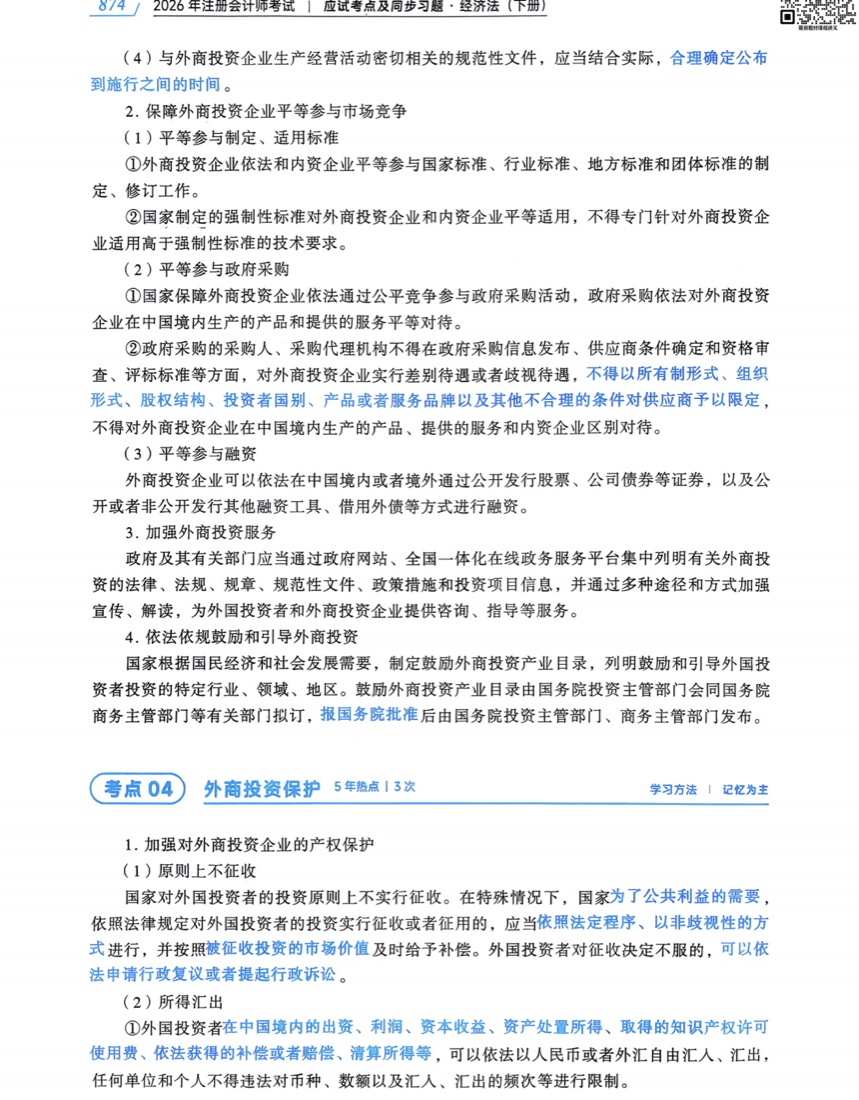 874 / 2026年注册会计师考试 | 应试考点及同步习题·经济法（下册）
（4）与外商投资企业生产经营活动密切相关的规范性文件，应当结合实际，合理确定公布
到施行之间的时间。
2. 保障外商投资企业平等参与市场竞争
（1）平等参与制定、适用标准
①外商投资企业依法和内资企业平等参与国家标准、行业标准、地方标准和团体标准的制
定、修订工作。
②国家制定的强制性标准对外商投资企业和内资企业平等适用，不得专门针对外商投资企
业适用高于强制性标准的技术要求。
（2）平等参与政府采购
①国家保障外商投资企业依法通过公平竞争参与政府采购活动，政府采购依法对外商投资
企业在中国境内生产的产品和提供的服务平等对待。
②政府采购的采购人、采购代理机构不得在政府采购信息发布、供应商条件确定和资格审
查、评标标准等方面，对外商投资企业实行差别待遇或者歧视待遇，不得以所有制形式、组织
形式、股权结构、投资者国别、产品或者服务品牌以及其他不合理的条件对供应商予以限定，
不得对外商投资企业在中国境内生产的产品、提供的服务和内资企业区别对待。
（3）平等参与融资
外商投资企业可以依法在中国境内或者境外通过公开发行股票、公司债券等证券，以及公
开或者非公开发行其他融资工具、借用外债等方式进行融资。
3. 加强外商投资服务
政府及其有关部门应当通过政府网站、全国一体化在线政务服务平台集中列明有关外商投
资的法律、法规、规章、规范性文件、政策措施和投资项目信息，并通过多种途径和方式加强
宣传、解读，为外国投资者和外商投资企业提供咨询、指导等服务。
4. 依法依规鼓励和引导外商投资
国家根据国民经济和社会发展需要，制定鼓励外商投资产业目录，列明鼓励和引导外国投
资者投资的特定行业、领域、地区。鼓励外商投资产业目录由国务院投资主管部门会同国务院
商务主管部门等有关部门拟订，报国务院批准后由国务院投资主管部门、商务主管部门发布。
考点 04 外商投资保护 5年热点 | 3次 学习方法 | 记忆为主
1. 加强对外商投资企业的产权保护
（1）原则上不征收
国家对外国投资者的投资原则上不实行征收。在特殊情况下，国家为了公共利益的需要，
依照法律规定对外国投资者的投资实行征收或者征用的，应当依照法定程序、以非歧视性的方
式进行，并按照被征收投资的市场价值及时给予补偿。外国投资者对征收决定不服的，可以依
法申请行政复议或者提起行政诉讼。
（2）所得汇出
①外国投资者在中国境内的出资、利润、资本收益、资产处置所得、取得的知识产权许可
使用费、依法获得的补偿或者赔偿、清算所得等，可以依法以人民币或者外汇自由汇入、汇出，
任何单位和个人不得违法对币种、数额以及汇入、汇出的频次等进行限制。